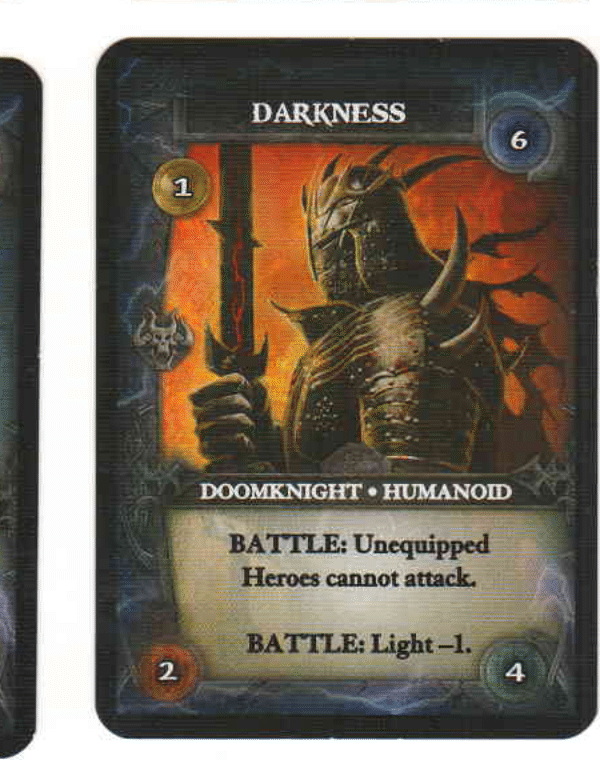 DARKNESS
6
1
DOOMKNIGHT • HUMANOID
BATTLE: Unequipped
Heroes cannot attack.
BATTLE: Light –1.
2
4